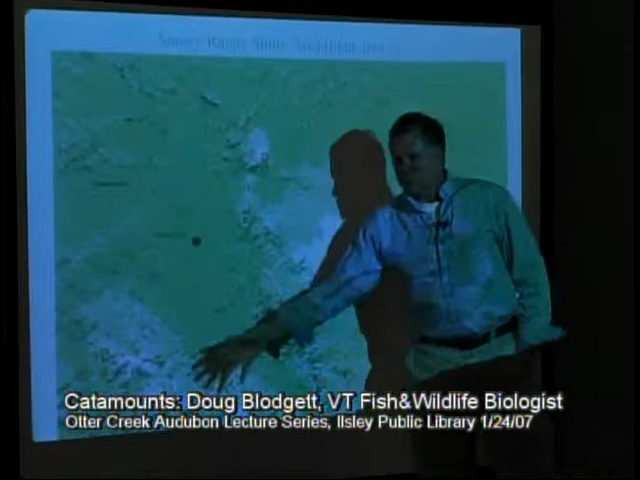 Catamounts: Doug Blodgett, VT Fish&Wildlife Biologist
Otter Creek Audubon Lecture Series, Ilsley Public Library 1/24/07